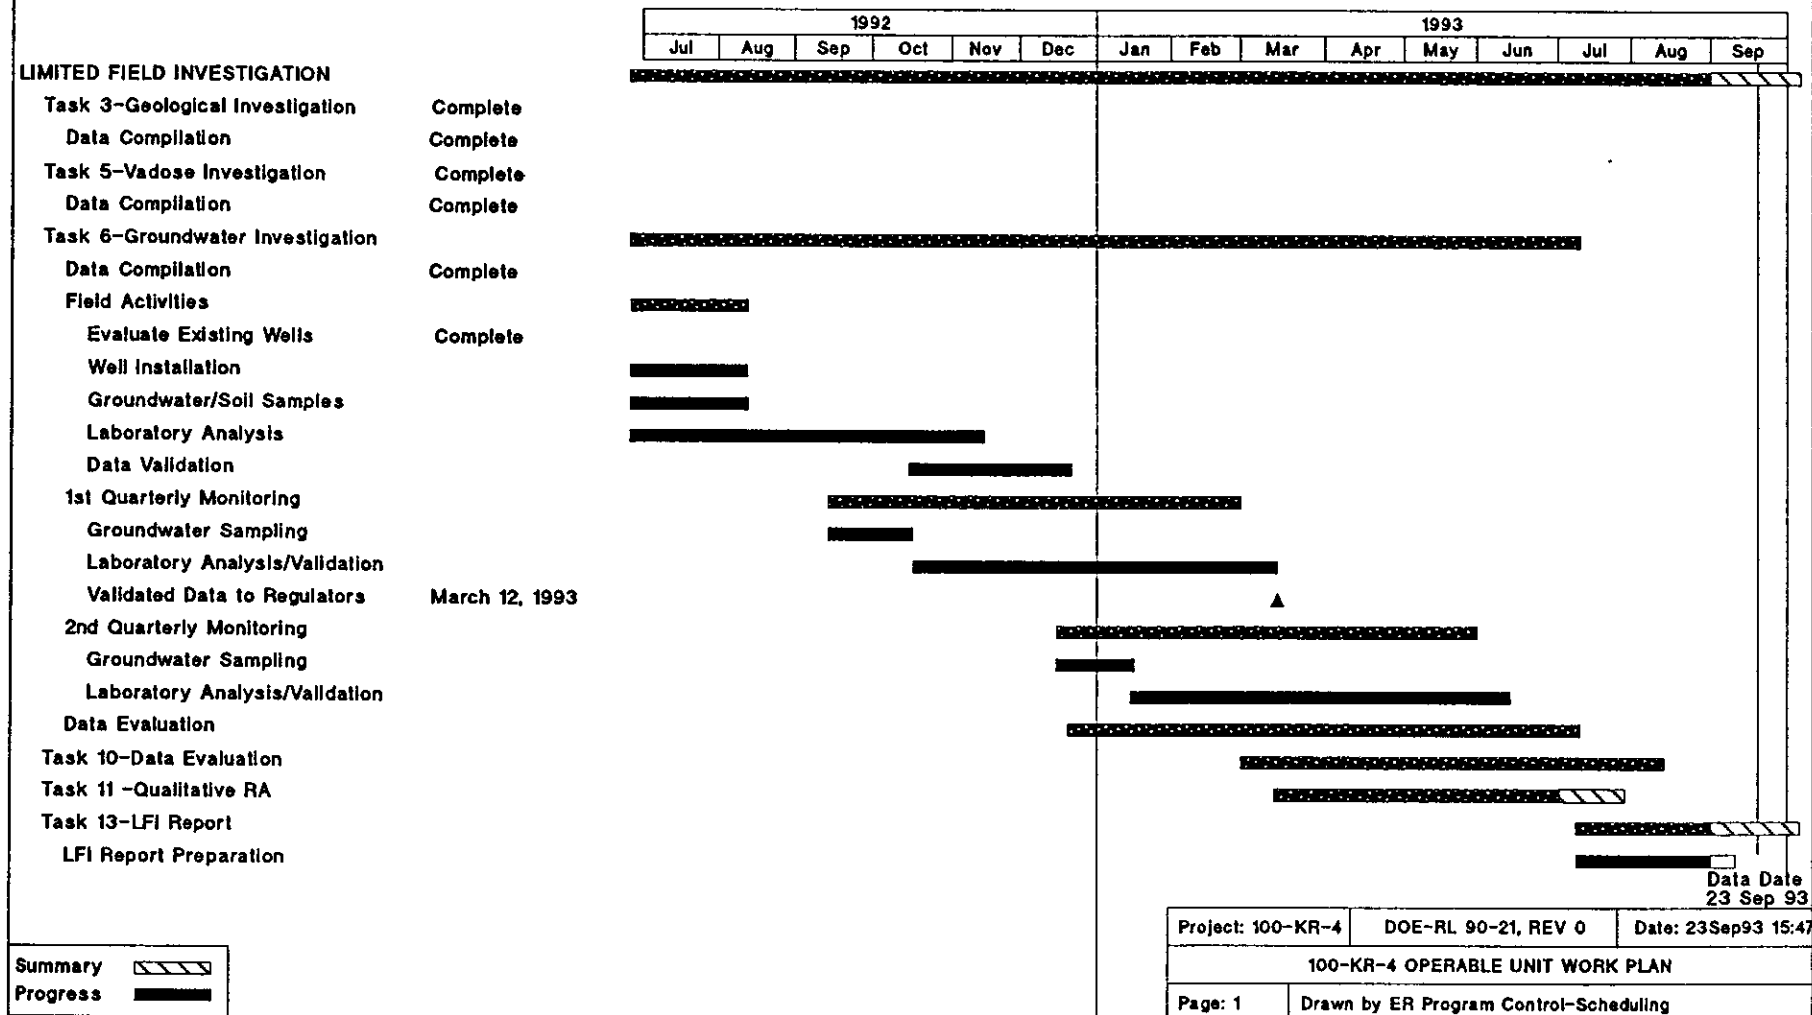 1992 1993
Jul Aug Sep Oct Nov Dec Jan Feb Mar Apr May Jun Jul Aug Sep
LIMITED FIELD INVESTIGATION
Task 3-Geological Investigation Complete
Data Compilation Complete
Task 5-Vadose Investigation Complete
Data Compilation Complete
Task 6-Groundwater Investigation
Data Compilation Complete
Field Activities
Evaluate Existing Wells Complete
Well Installation
Groundwater/Soil Samples
Laboratory Analysis
Data Validation
1st Quarterly Monitoring
Groundwater Sampling
Laboratory Analysis/Validation
Validated Data to Regulators March 12, 1993
2nd Quarterly Monitoring
Groundwater Sampling
Laboratory Analysis/Validation
Data Evaluation
Task 10-Data Evaluation
Task 11 -Qualitative RA
Task 13-LFI Report
LFI Report Preparation
Data Date
23 Sep 93
Project: 100-KR-4 DOE-RL 90-21, REV 0 Date: 23Sep93 15:47
100-KR-4 OPERABLE UNIT WORK PLAN
Page: 1 Drawn by ER Program Control-Scheduling
Summary
Progress